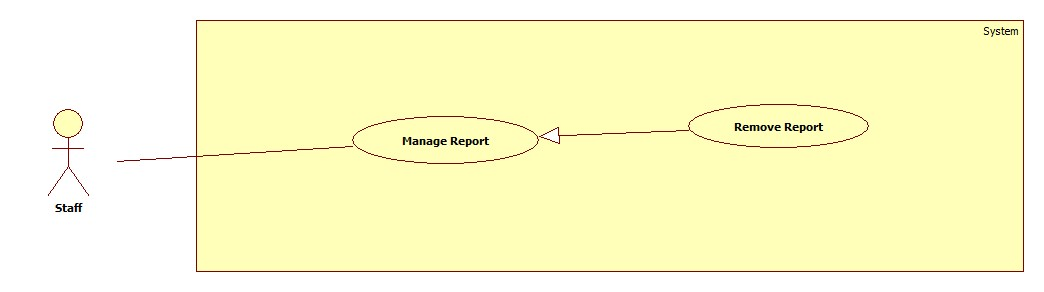 System
Manage Report
Remove Report
Staff